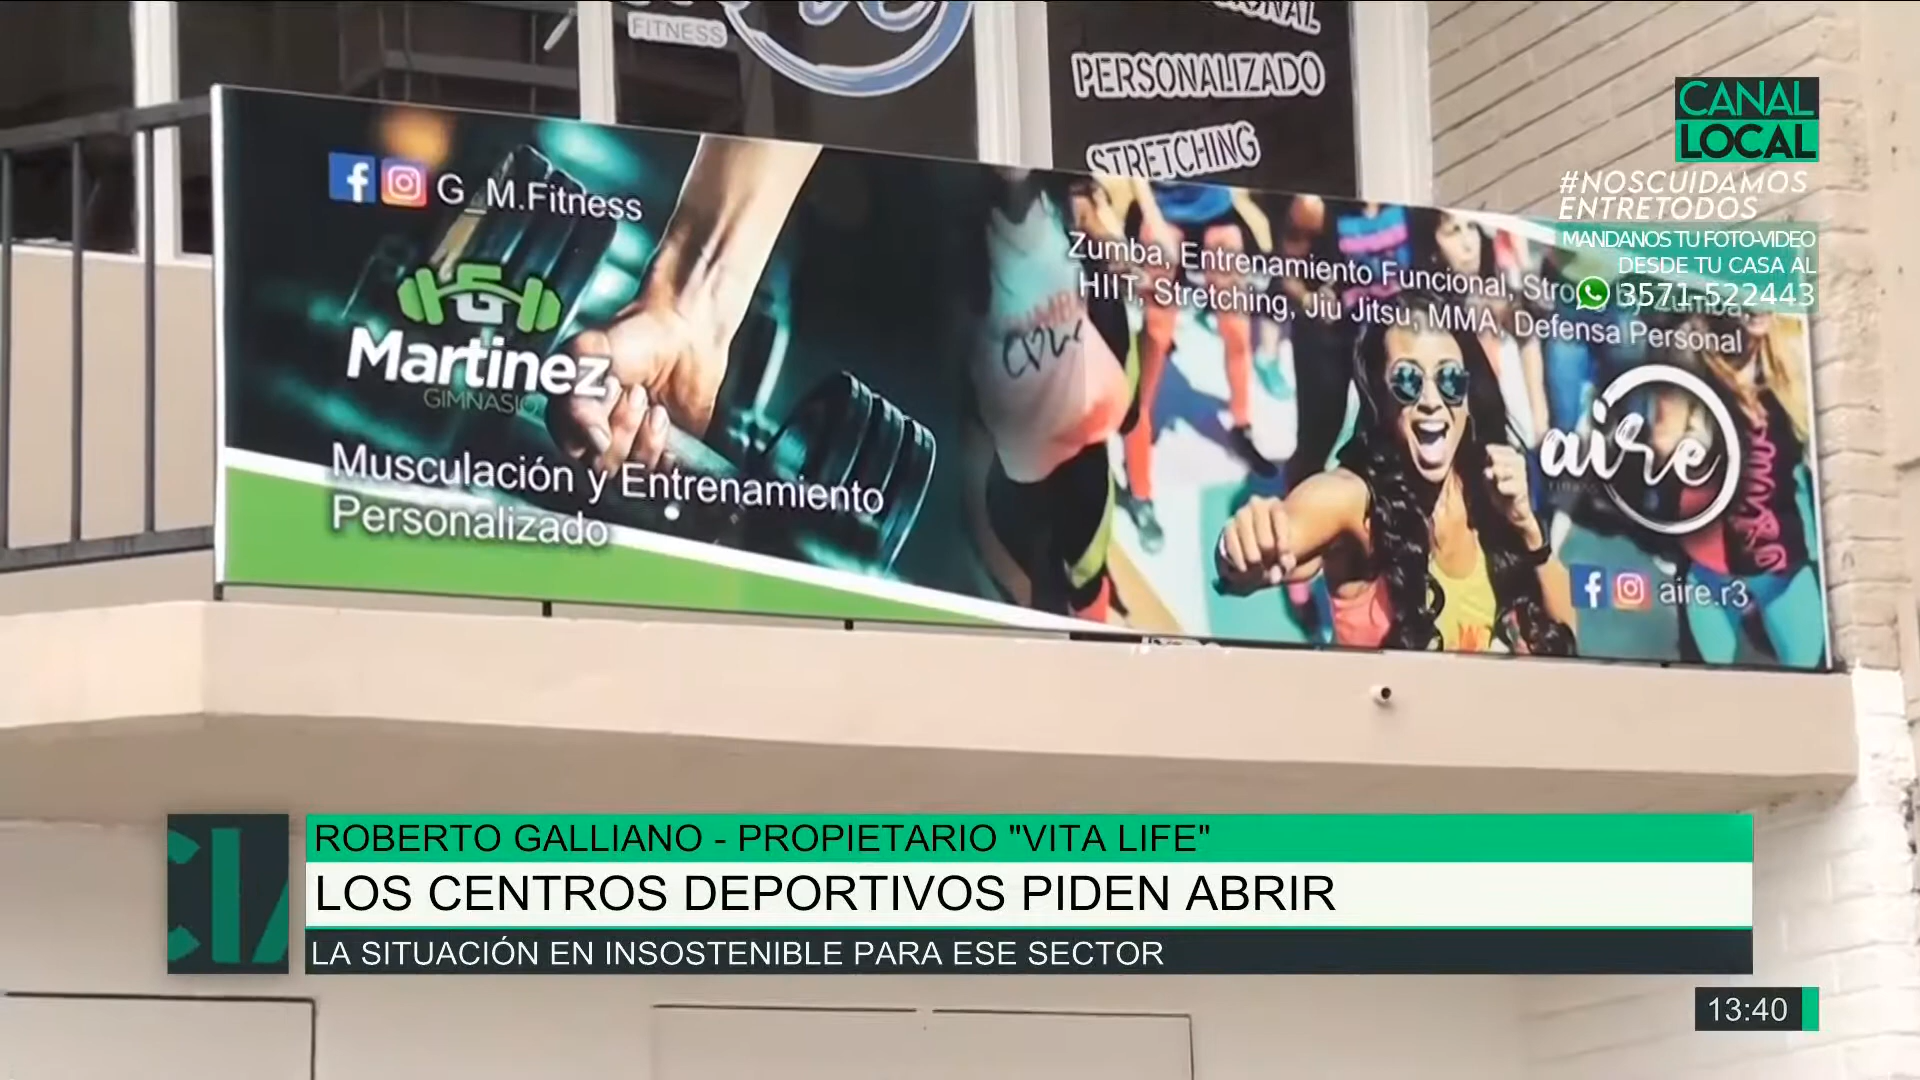 FITNESS
PERSONALIZADO
STRETCHING
CANAL
LOCAL
#NOSCUIDAMOS
ENTRETODOS
MANDANOS TU FOTO-VIDEO
DESDE TU CASA AL
3571-522443
G_M.Fitness
Martinez
GIMNASIO
Musculación y Entrenamiento
Personalizado
Zumba, Entrenamiento Funcional, Zumba,
HIIT, Stretching, Jiu Jitsu, MMA, Defensa Personal
aire
aire.r3
ROBERTO GALLIANO - PROPIETARIO "VITA LIFE"
LOS CENTROS DEPORTIVOS PIDEN ABRIR
LA SITUACIÓN EN INSOSTENIBLE PARA ESE SECTOR
13:40